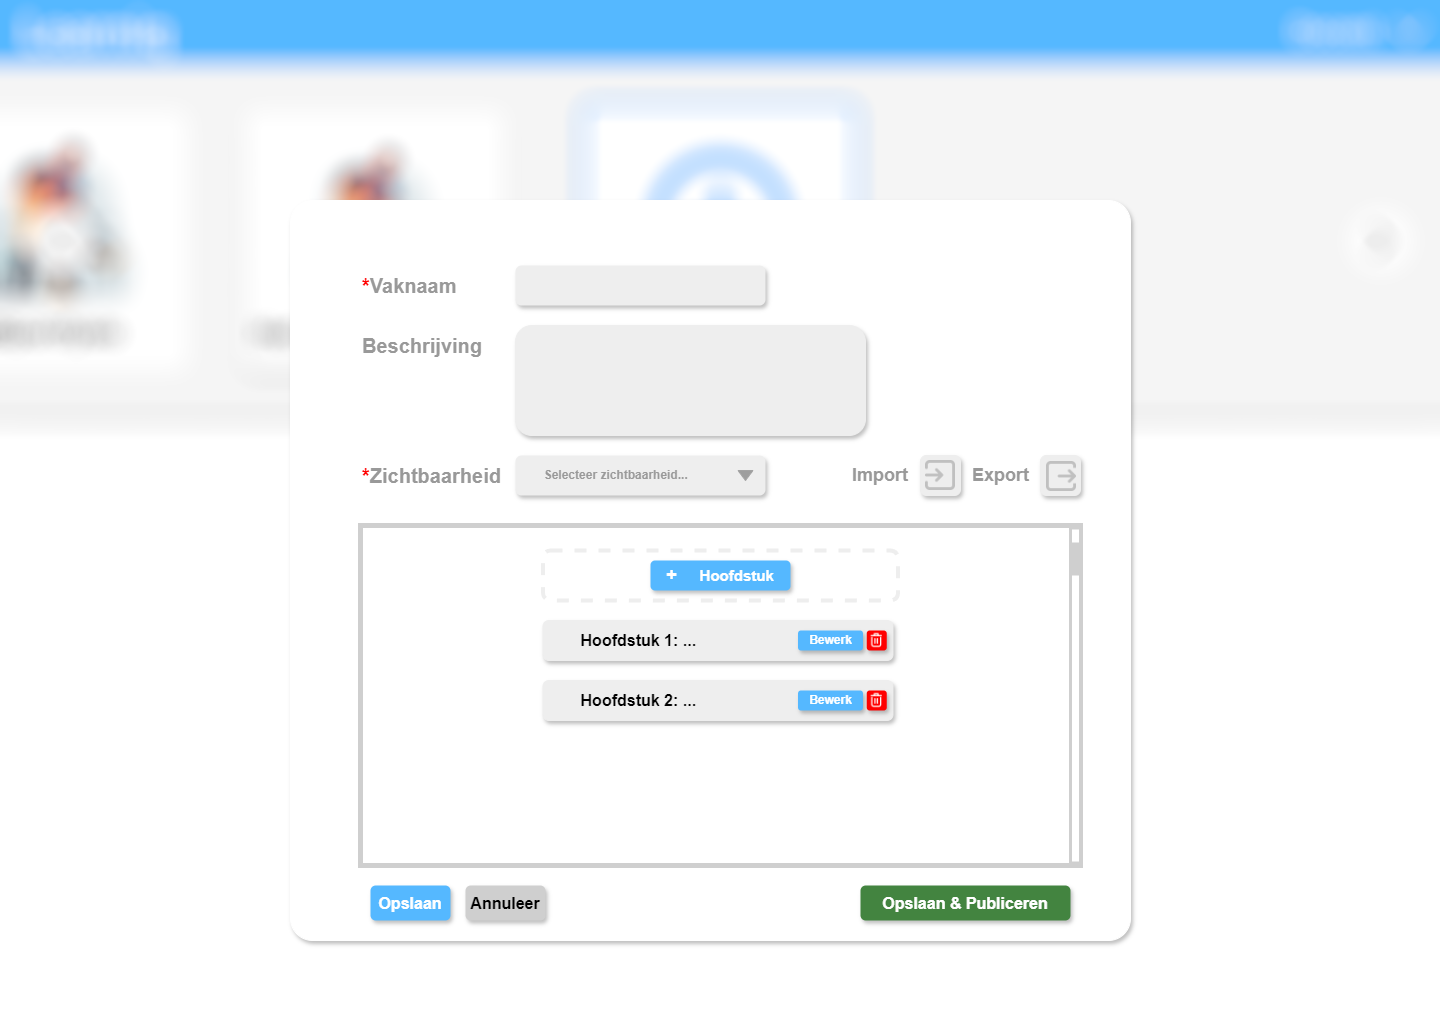 *Vaknaam
Beschrijving
*Zichtbaarheid
Selecteer zichtbaarheid...
Import
Export
+ Hoofdstuk
Hoofdstuk 1: ...
Bewerk
Hoofdstuk 2: ...
Bewerk
Opslaan
Annuleer
Opslaan & Publiceren